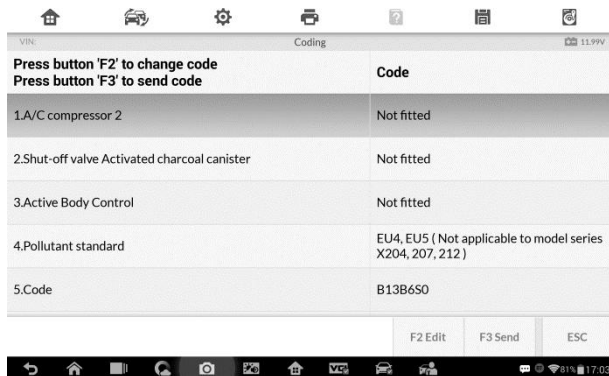 VIN:
Coding
11.99V
Press button 'F2' to change code
Press button 'F3' to send code
Code
1.A/C compressor 2
Not fitted
2.Shut-off valve Activated charcoal canister
Not fitted
3.Active Body Control
Not fitted
4.Pollutant standard
EU4, EU5 ( Not applicable to model series
X204, 207, 212 )
5.Code
B13B6S0
F2 Edit
F3 Send
ESC
81%
17:03